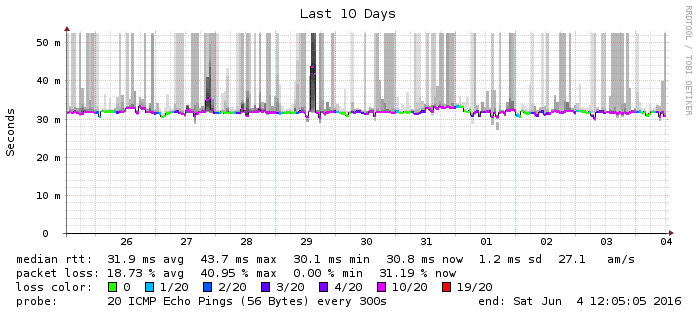 Last 10 Days
RRDTOOL / TOBI OETIKER
Seconds
50 m
40 m
30 m
20 m
10 m
0
26 27 28 29 30 31 01 02 03 04
median rtt: 31.9 ms avg 43.7 ms max 30.1 ms min 30.8 ms now 1.2 ms sd 27.1 am/s
packet loss: 18.73 % avg 40.95 % max 0.00 % min 31.19 % now
loss color: 0 1/20 2/20 3/20 4/20 10/20 19/20
probe: 20 ICMP Echo Pings (56 Bytes) every 300s end: Sat Jun 4 12:05:05 2016